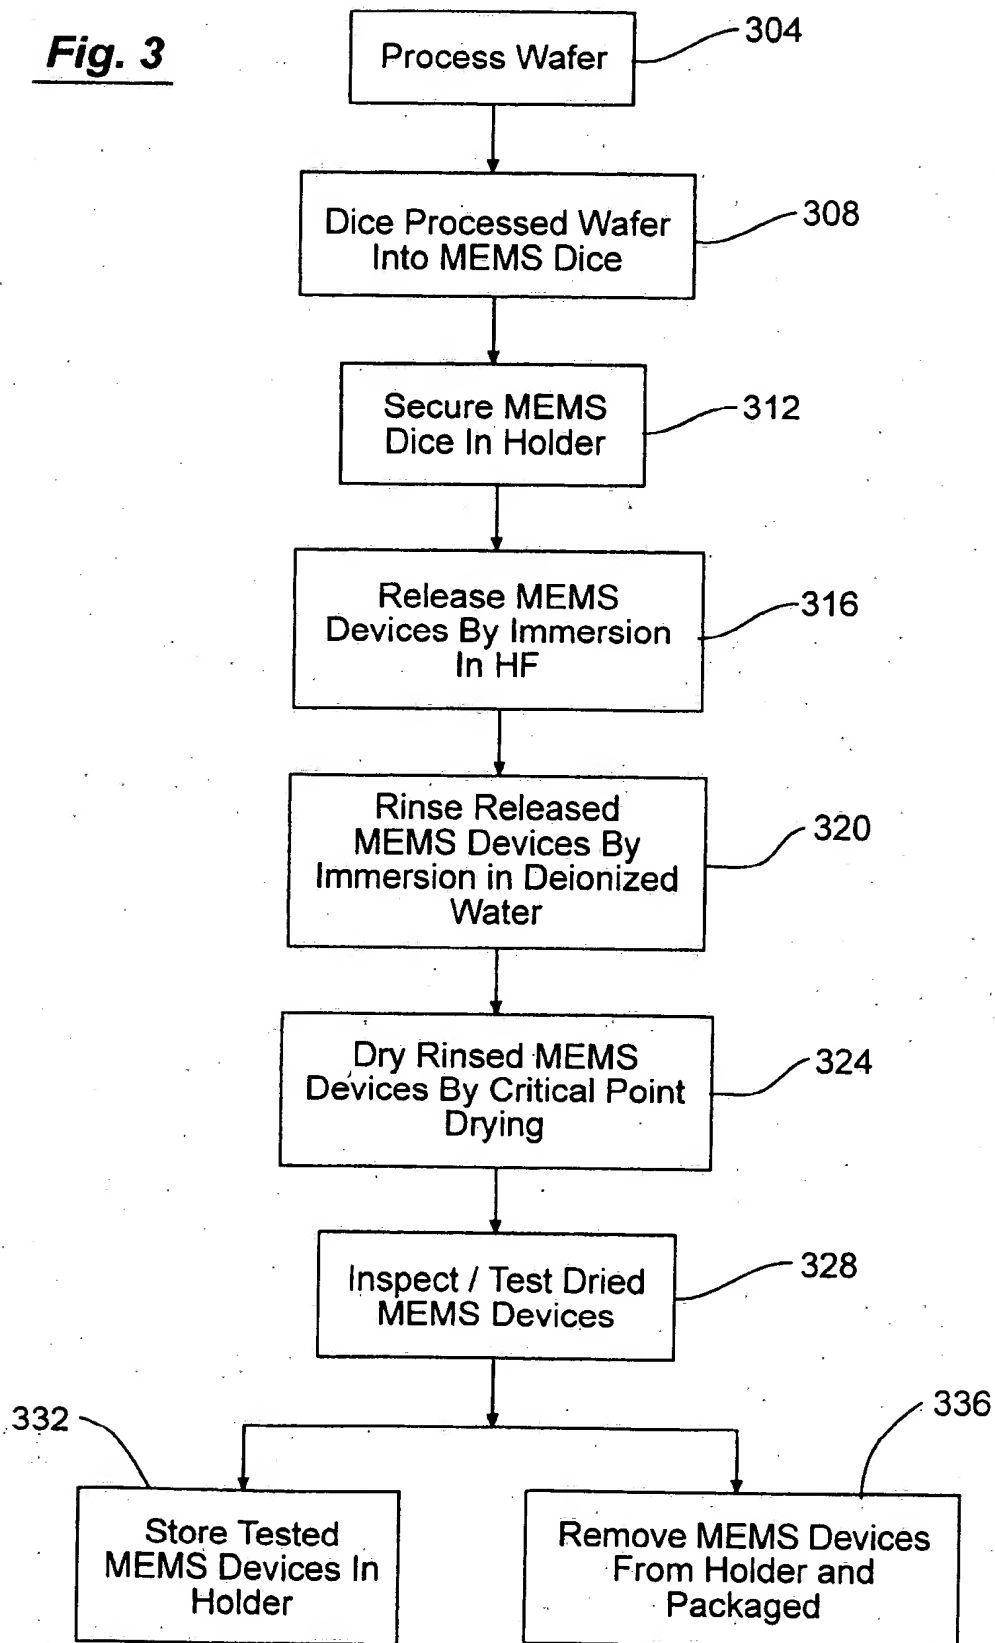 Fig. 3
Process Wafer
304
Dice Processed Wafer
Into MEMS Dice
308
Secure MEMS
Dice In Holder
312
Release MEMS
Devices By Immersion
In HF
316
Rinse Released
MEMS Devices By
Immersion in Deionized
Water
320
Dry Rinsed MEMS
Devices By Critical Point
Drying
324
Inspect / Test Dried
MEMS Devices
328
332
Store Tested
MEMS Devices In
Holder
336
Remove MEMS Devices
From Holder and
Packaged